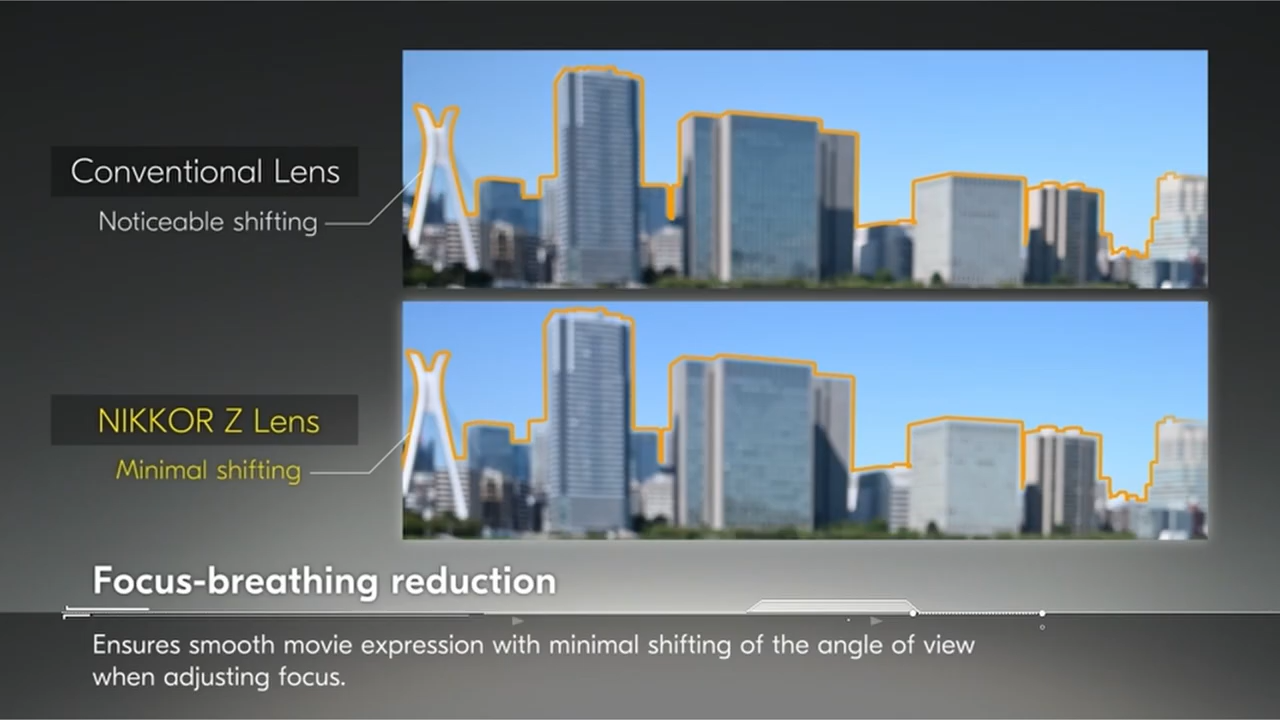 Conventional Lens
Noticeable shifting
NIKKOR Z Lens
Minimal shifting
Focus-breathing reduction
Ensures smooth movie expression with minimal shifting of the angle of view
when adjusting focus.